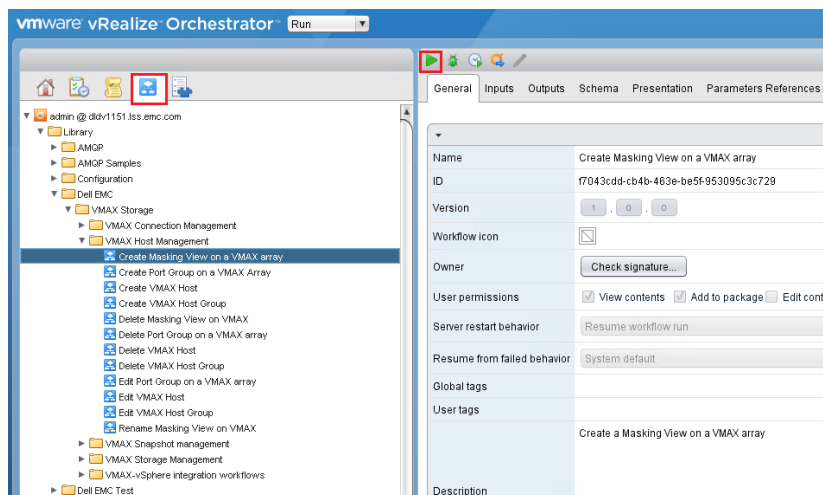 vmware vRealize Orchestrator Run
General Inputs Outputs Schema Presentation Parameters References
admin @ dldv1151.lss.emc.com
Library
AMQP
AMQP Samples
Configuration
Dell EMC
VMAX Storage
VMAX Connection Management
VMAX Host Management
Create Masking View on a VMAX array
Create Port Group on a VMAX Array
Create VMAX Host
Create VMAX Host Group
Delete Masking View on VMAX
Delete Port Group on a VMAX array
Delete VMAX Host
Delete VMAX Host Group
Edit Port Group on a VMAX array
Edit VMAX Host
Edit VMAX Host Group
Rename Masking View on VMAX
VMAX Snapshot management
VMAX Storage Management
VMAX-vSphere integration workflows
Dell EMC Test
Name Create Masking View on a VMAX array
ID f7043cdd-cb4b-463e-be5f-953095c3c729
Version 1 . 0 . 0
Workflow icon
Owner Check signature...
User permissions View contents Add to package Edit cont
Server restart behavior Resume workflow run
Resume from failed behavior System default
Global tags
User tags
Create a Masking View on a VMAX array
Description